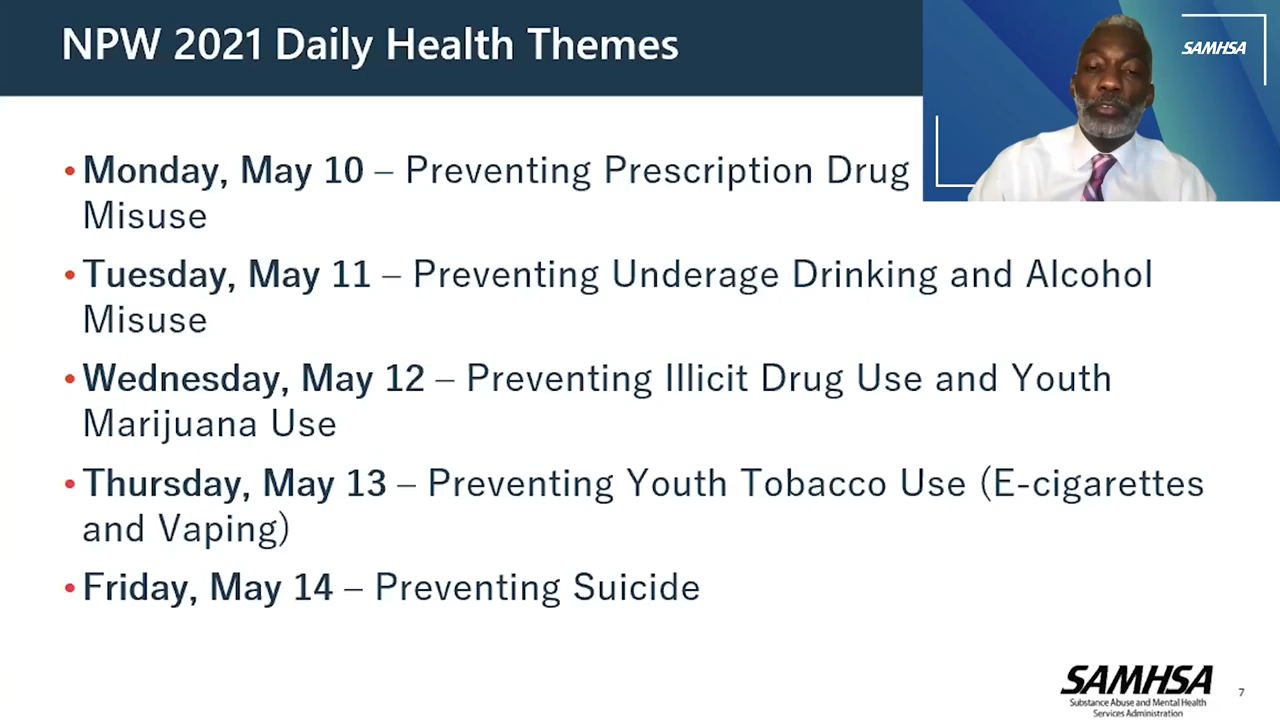 NPW 2021 Daily Health Themes
SAMHSA
• Monday, May 10 – Preventing Prescription Drug
Misuse
• Tuesday, May 11 – Preventing Underage Drinking and Alcohol
Misuse
• Wednesday, May 12 – Preventing Illicit Drug Use and Youth
Marijuana Use
• Thursday, May 13 – Preventing Youth Tobacco Use (E-cigarettes
and Vaping)
• Friday, May 14 – Preventing Suicide
SAMHSA
Substance Abuse and Mental Health
Services Administration
7